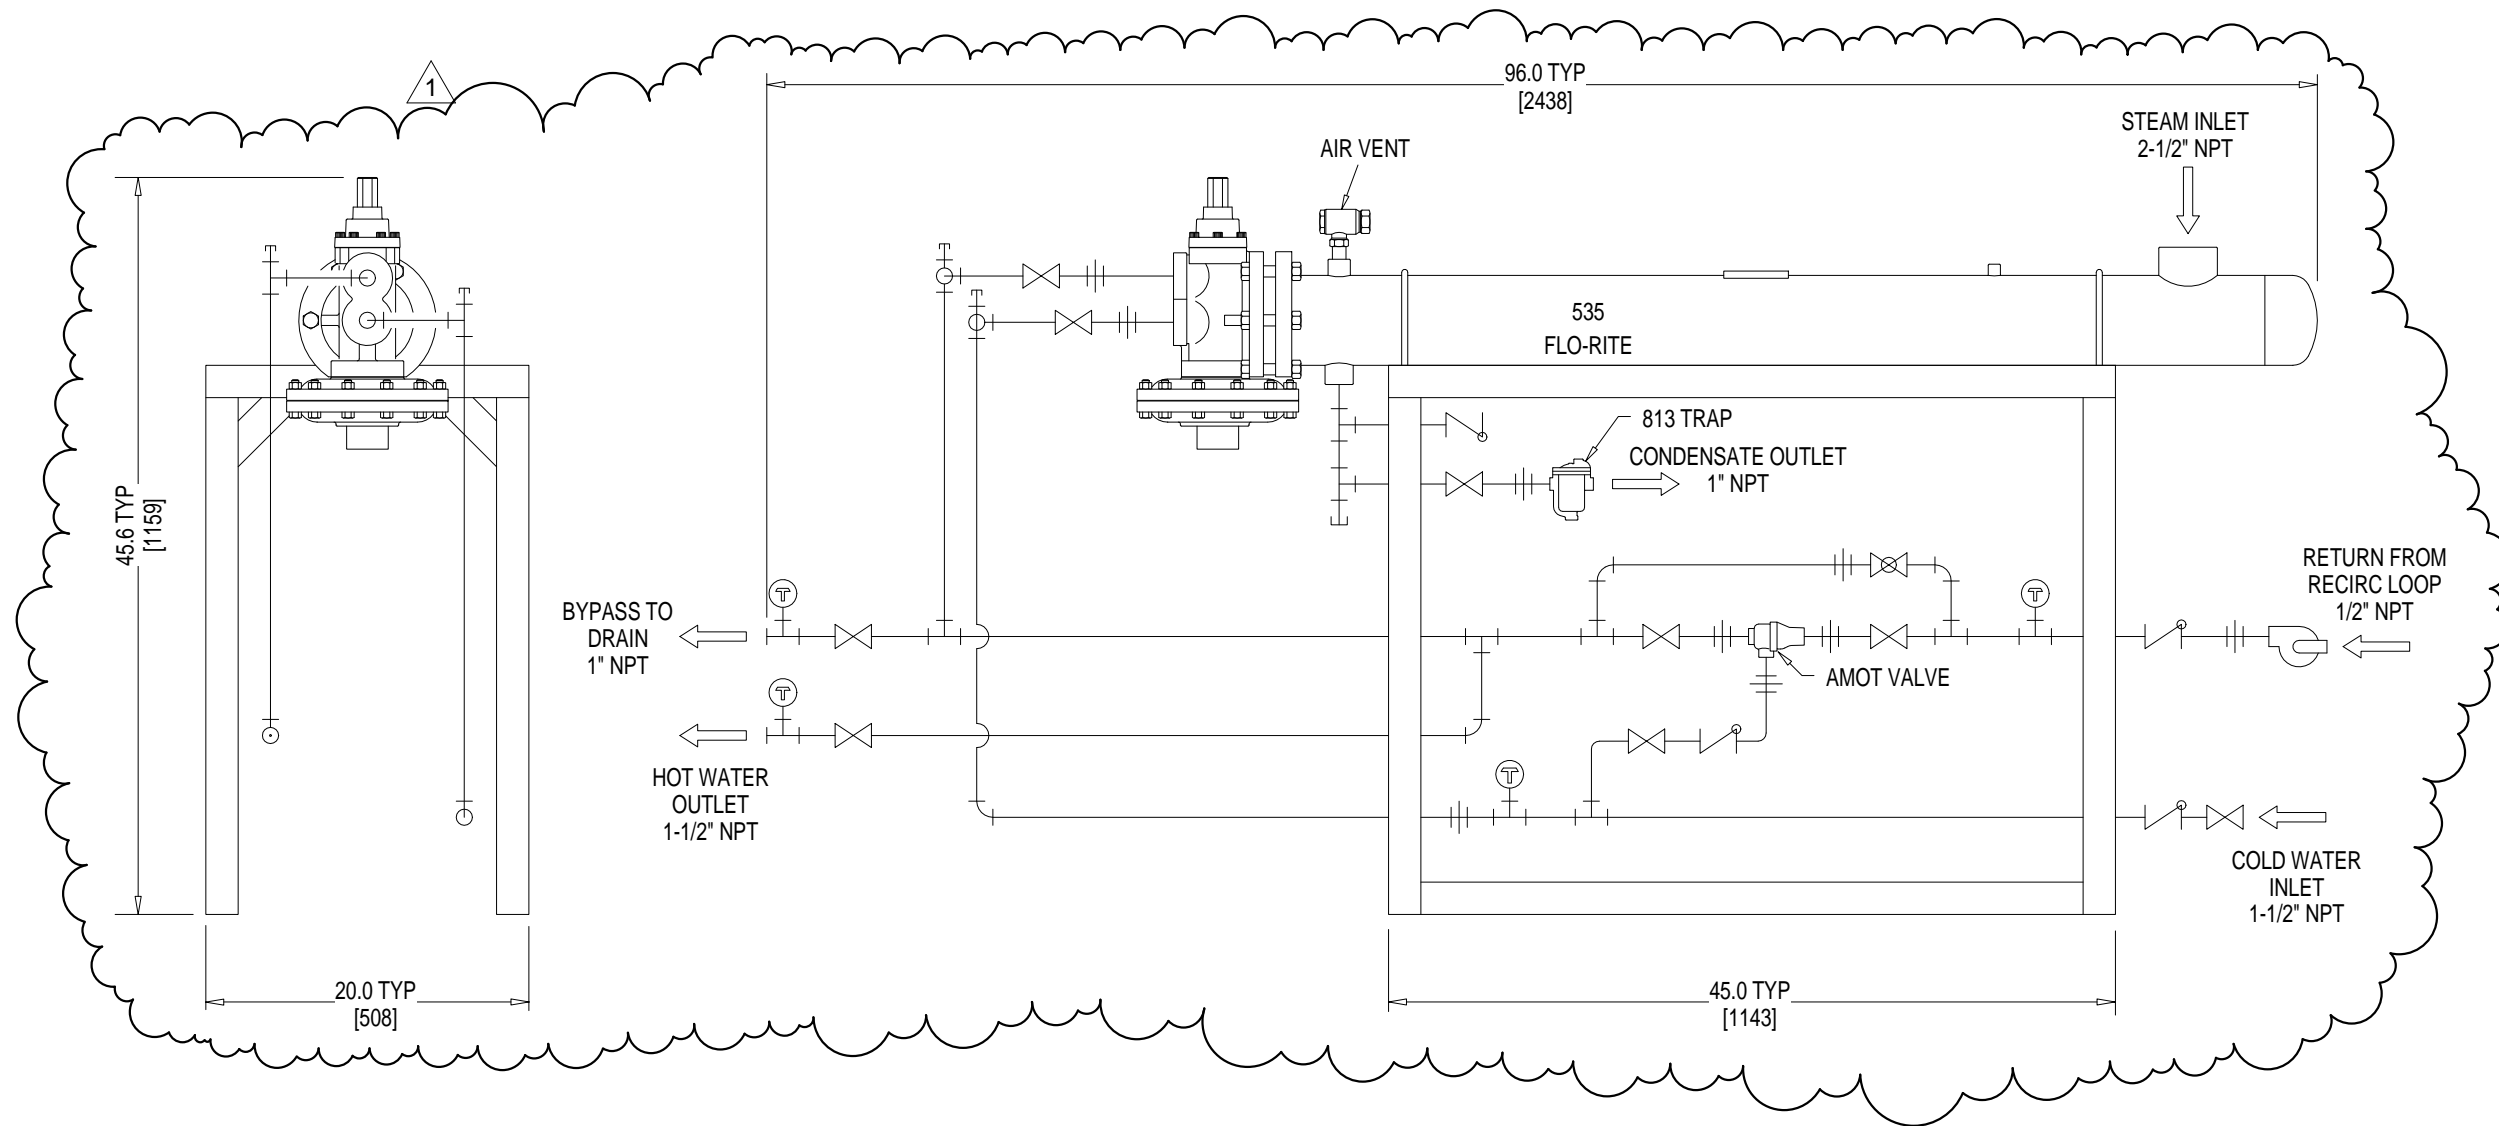 1
96.0 TYP
[2438]
STEAM INLET
2-1/2" NPT
AIR VENT
535
FLO-RITE
813 TRAP
CONDENSATE OUTLET
1" NPT
45.6 TYP
[1159]
RETURN FROM
RECIRC LOOP
1/2" NPT
T
T
BYPASS TO
DRAIN
1" NPT
AMOT VALVE
T
HOT WATER
OUTLET
1-1/2" NPT
T
COLD WATER
INLET
1-1/2" NPT
20.0 TYP
[508]
45.0 TYP
[1143]